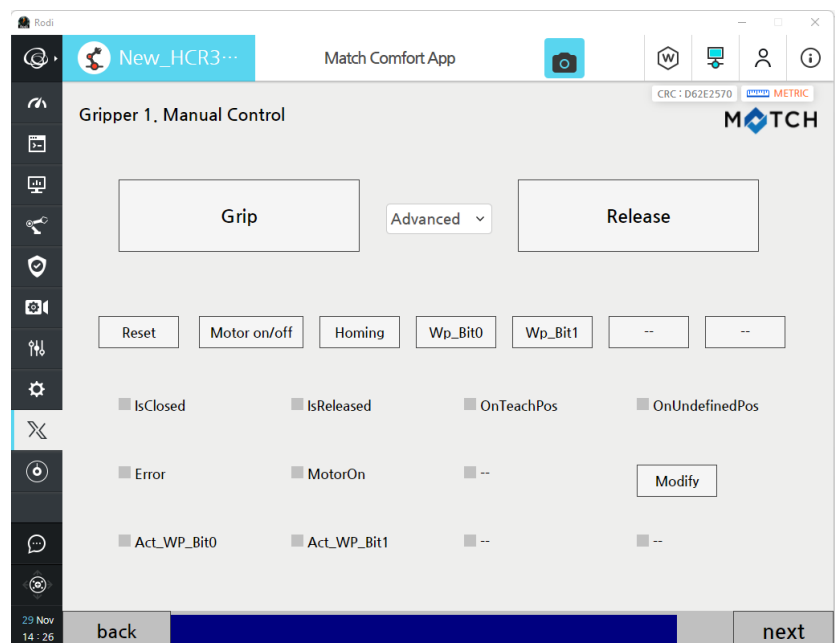 Rodi
New_HCR3…
Match Comfort App
W
CRC : D62E2570
METRIC
Gripper 1. Manual Control
MATCH
Grip
Advanced
Release
Reset
Motor on/off
Homing
Wp_Bit0
Wp_Bit1
--
--
IsClosed
IsReleased
OnTeachPos
OnUndefinedPos
Error
MotorOn
--
Modify
Act_WP_Bit0
Act_WP_Bit1
--
--
29 Nov
14 : 26
back
next